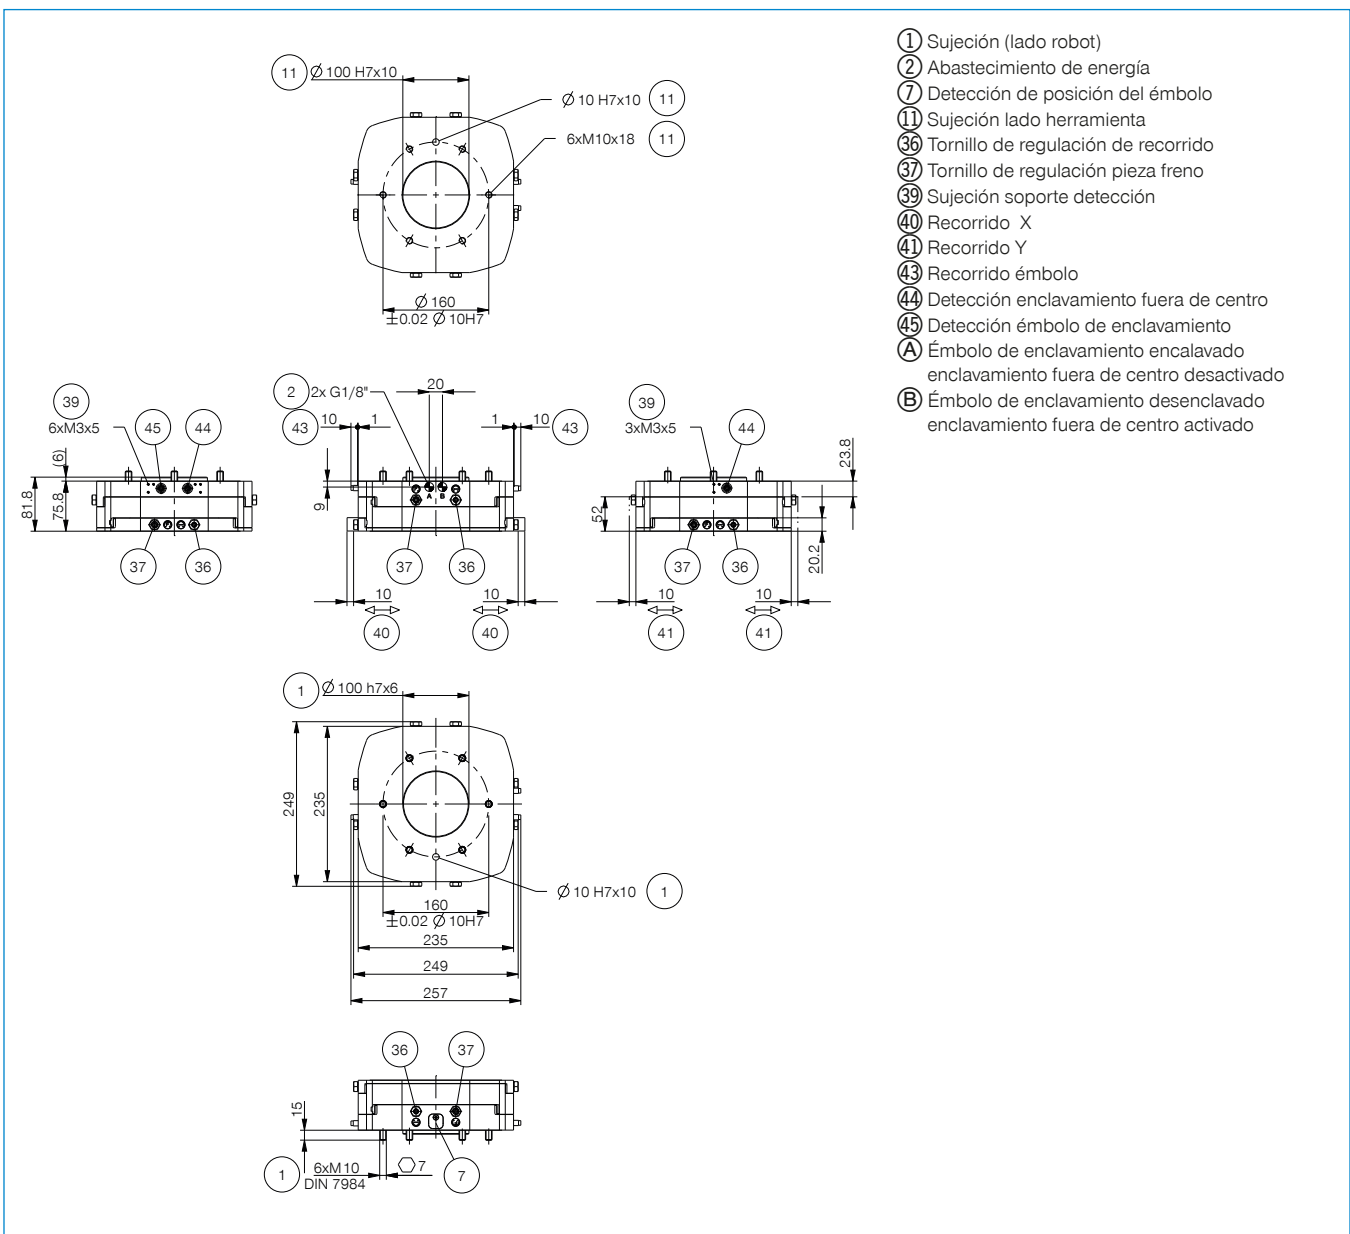 11 Ø 100 H7x10
Ø 10 H7x10 11
6xM10x18 11
Ø 160
±0.02 Ø 10H7
1 Sujeción (lado robot)
2 Abastecimiento de energía
7 Detección de posición del émbolo
11 Sujeción lado herramienta
36 Tornillo de regulación de recorrido
37 Tornillo de regulación pieza freno
39 Sujeción soporte detección
40 Recorrido X
41 Recorrido Y
43 Recorrido émbolo
44 Detección enclavamiento fuera de centro
45 Detección émbolo de enclavamiento
A Émbolo de enclavamiento encalavado
enclavamiento fuera de centro desactivado
B Émbolo de enclavamiento desenclavado
enclavamiento fuera de centro activado
39
6xM3x5
45
44
(6)
81.8
75.8
37
36
2 2x G1/8"
20
43
10
1
1
10
43
9
A
B
37
36
10
10
40
40
39
3xM3x5
44
23.8
52
20.2
37
36
10
10
41
41
1 Ø 100 h7x6
249
235
Ø 10 H7x10 1
160
±0.02 Ø 10H7
235
249
257
36
37
15
1
6xM10
DIN 7984
7
7